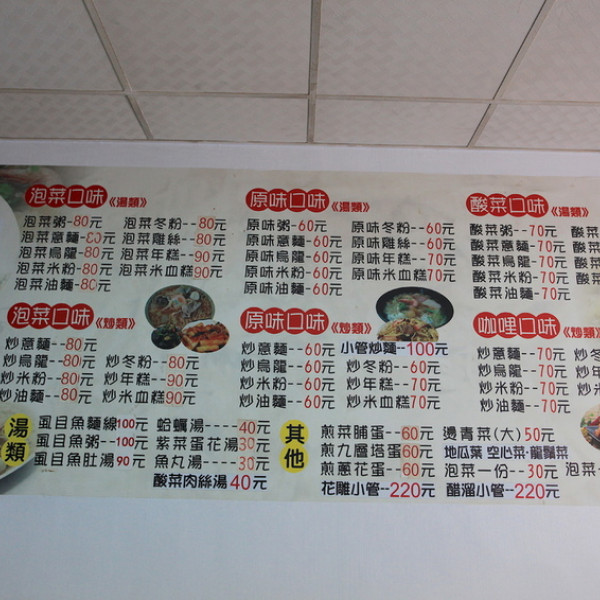 泡菜口味《湯類》
泡菜粥-80元 泡菜冬粉--80元
泡菜意麵-80元 泡菜雞絲--80元
泡菜烏龍-80元 泡菜年糕--90元
泡菜米粉-80元 泡菜米血糕90元
泡菜油麵-80元
原味口味《湯類》
原味粥-60元 原味冬粉--60元
原味意麵-60元 原味雞絲--60元
原味烏龍-60元 原味年糕--60元
原味米粉-60元 原味米血糕70元
原味油麵-60元
酸菜口味《湯類》
酸菜粥--70元 酸菜
酸菜意麵-70元 酸菜
酸菜烏龍-70元 酸菜
酸菜米粉-70元 酸
酸菜油麵-70元
泡菜口味《炒類》
炒意麵--80元
炒烏龍--80元 炒冬粉--80元
炒米粉--80元 炒年糕--90元
炒油麵--80元 炒米血糕90元
原味口味《炒類》
炒意麵--60元 小管炒麵--100元
炒烏龍--60元 炒冬粉--60元
炒米粉--60元 炒年糕--70元
炒油麵--60元 炒米血糕70元
咖哩口味《炒類》
炒意麵--70元
炒烏龍--70元
炒米粉--70元
炒油麵--70元
湯類
虱目魚麵線100元 蛤蠣湯----40元
虱目魚粥--100元 紫菜蛋花湯30元
虱目魚肚湯90元 魚丸湯----30元
酸菜肉絲湯40元
其他
煎菜脯蛋--60元 燙青菜(大)50元
煎九層塔蛋60元 地瓜葉 空心菜·龍鬚菜
煎蔥花蛋--60元 泡菜一份--30元 泡菜
花雕小管--220元 醋溜小管--220元